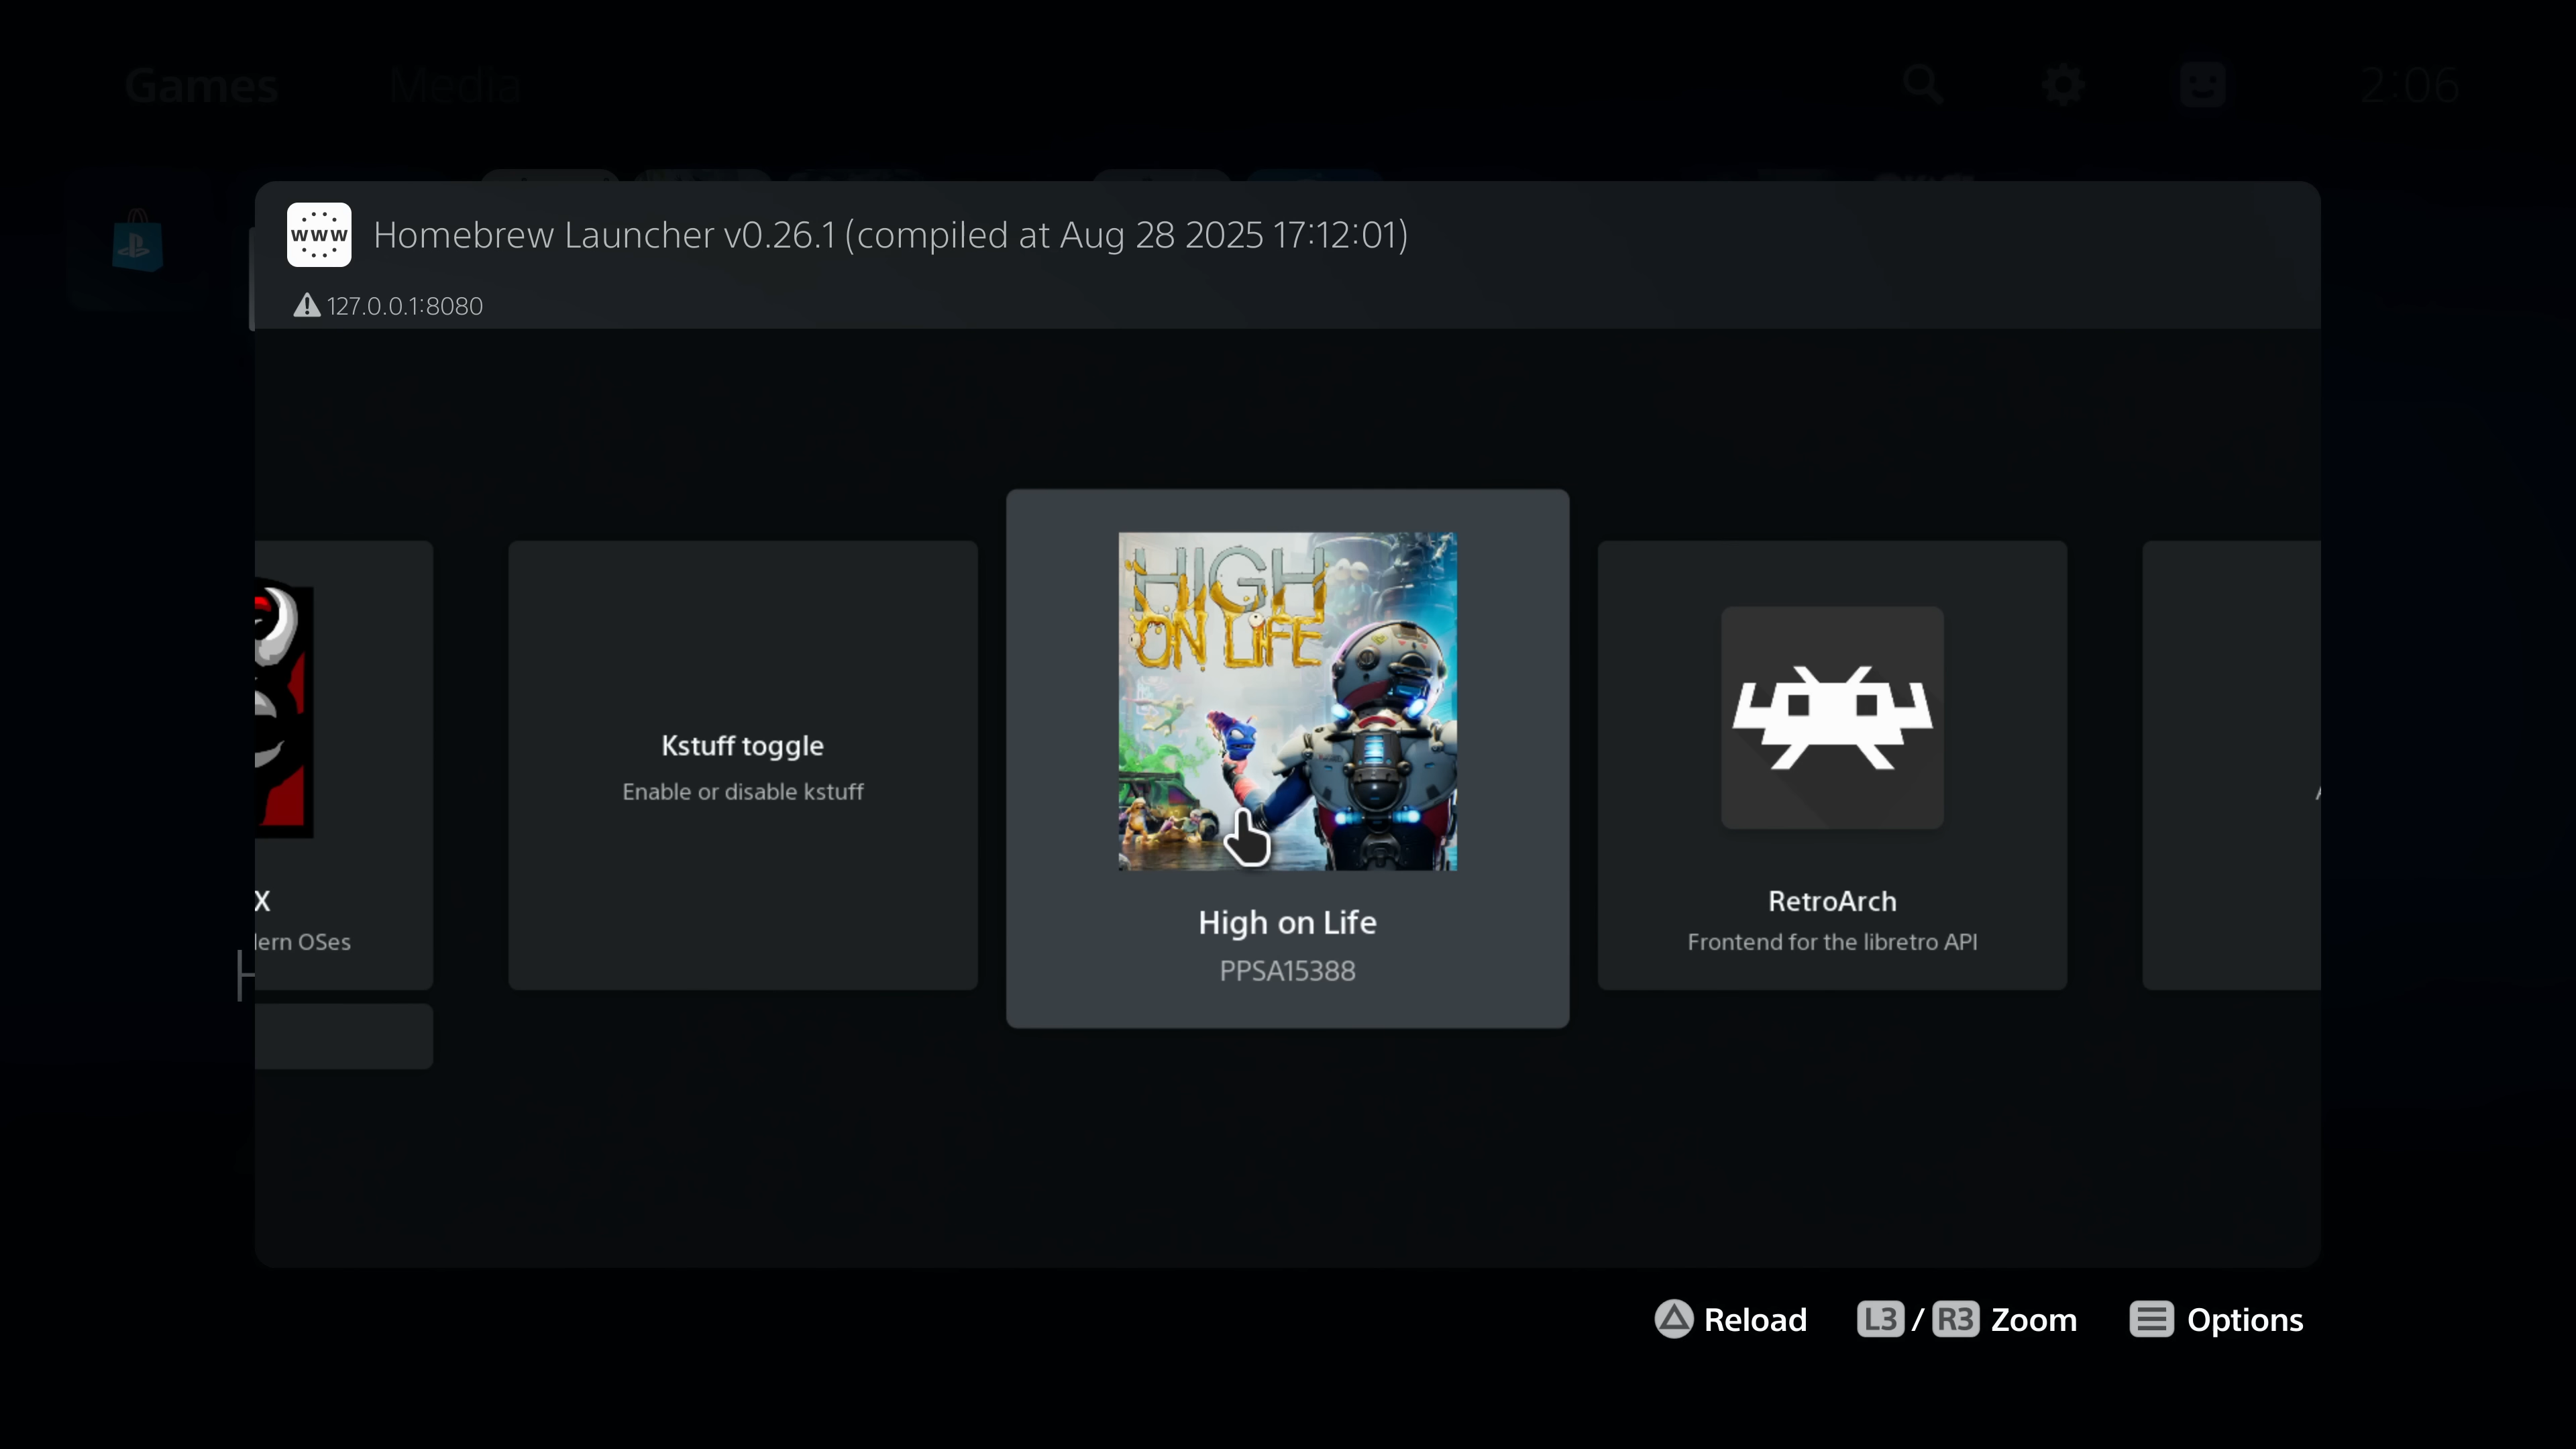 Games Media 2:06
www Homebrew Launcher v0.26.1 (compiled at Aug 28 2025 17:12:01)
127.0.0.1:8080
HIGH
ON LIFE
X
ern OSes
Kstuff toggle
Enable or disable kstuff
High on Life
PPSA15388
RetroArch
Frontend for the libretro API
Reload L3 / R3 Zoom Options